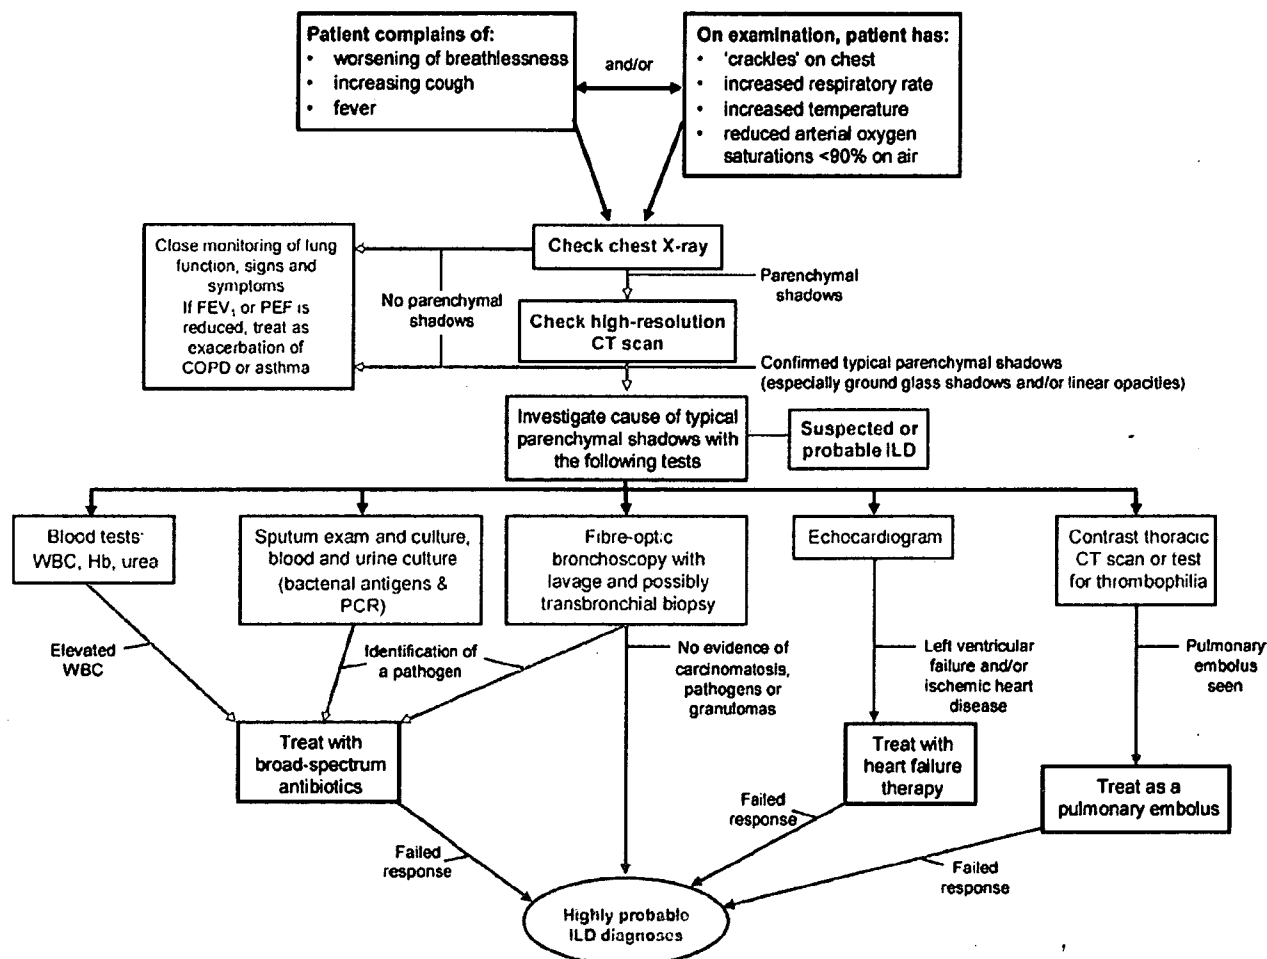 Patient complains of:
• worsening of breathlessness
• increasing cough
• fever
and/or
On examination, patient has:
• 'crackles' on chest
• increased respiratory rate
• increased temperature
• reduced arterial oxygen
saturations <90% on air
Check chest X-ray
Close monitoring of lung
function, signs and
symptoms
If FEV₁ or PEF is
reduced, treat as
exacerbation of
COPD or asthma
No parenchymal
shadows
Parenchymal
shadows
Check high-resolution
CT scan
Confirmed typical parenchymal shadows
(especially ground glass shadows and/or linear opacities)
Investigate cause of typical
parenchymal shadows with
the following tests
Suspected or
probable ILD
Blood tests:
WBC, Hb, urea
Sputum exam and culture,
blood and urine culture
(bacterial antigens &
PCR)
Fibre-optic
bronchoscopy with
lavage and possibly
transbronchial biopsy
Echocardiogram
Contrast thoracic
CT scan or test
for thrombophilia
Elevated
WBC
Identification of
a pathogen
No evidence of
carcinomatosis,
pathogens or
granulomas
Left ventricular
failure and/or
ischemic heart
disease
Pulmonary
embolus
seen
Treat with
broad-spectrum
antibiotics
Treat with
heart failure
therapy
Treat as a
pulmonary embolus
Failed
response
Failed
response
Failed
response
Highly probable
ILD diagnoses